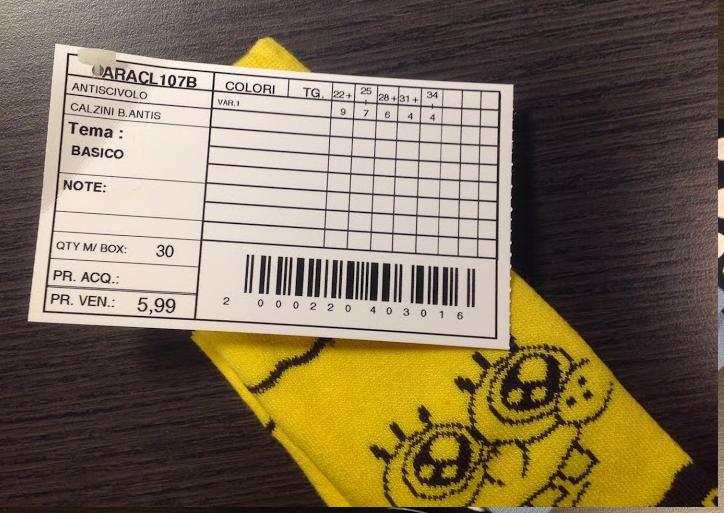 ARACL107B
ANTISCIVOLO
CALZINI B.ANTIS
Tema :
BASICO
NOTE:
QTY M/ BOX: 30
PR. ACQ.:
PR. VEN.: 5,99
COLORI TG. 22+ 25+ 28+ 31+ 34+
VAR.1 9 7 6 4 4
2 000220 403016